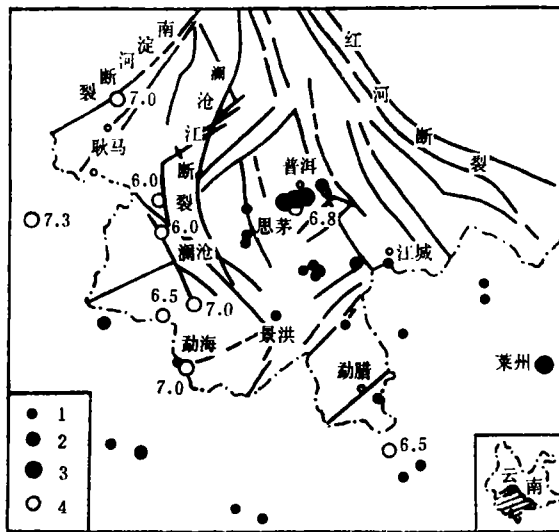 南
淀
河
断
裂
澜
沧
江
断
裂
红
河
断
裂
7.0
耿马
普洱
6.0
思茅
6.8
7.3
6.0
澜沧
江城
6.5
7.0
景洪
勐海
7.0
勐腊
莱州
6.5
1
2
3
4
云
南